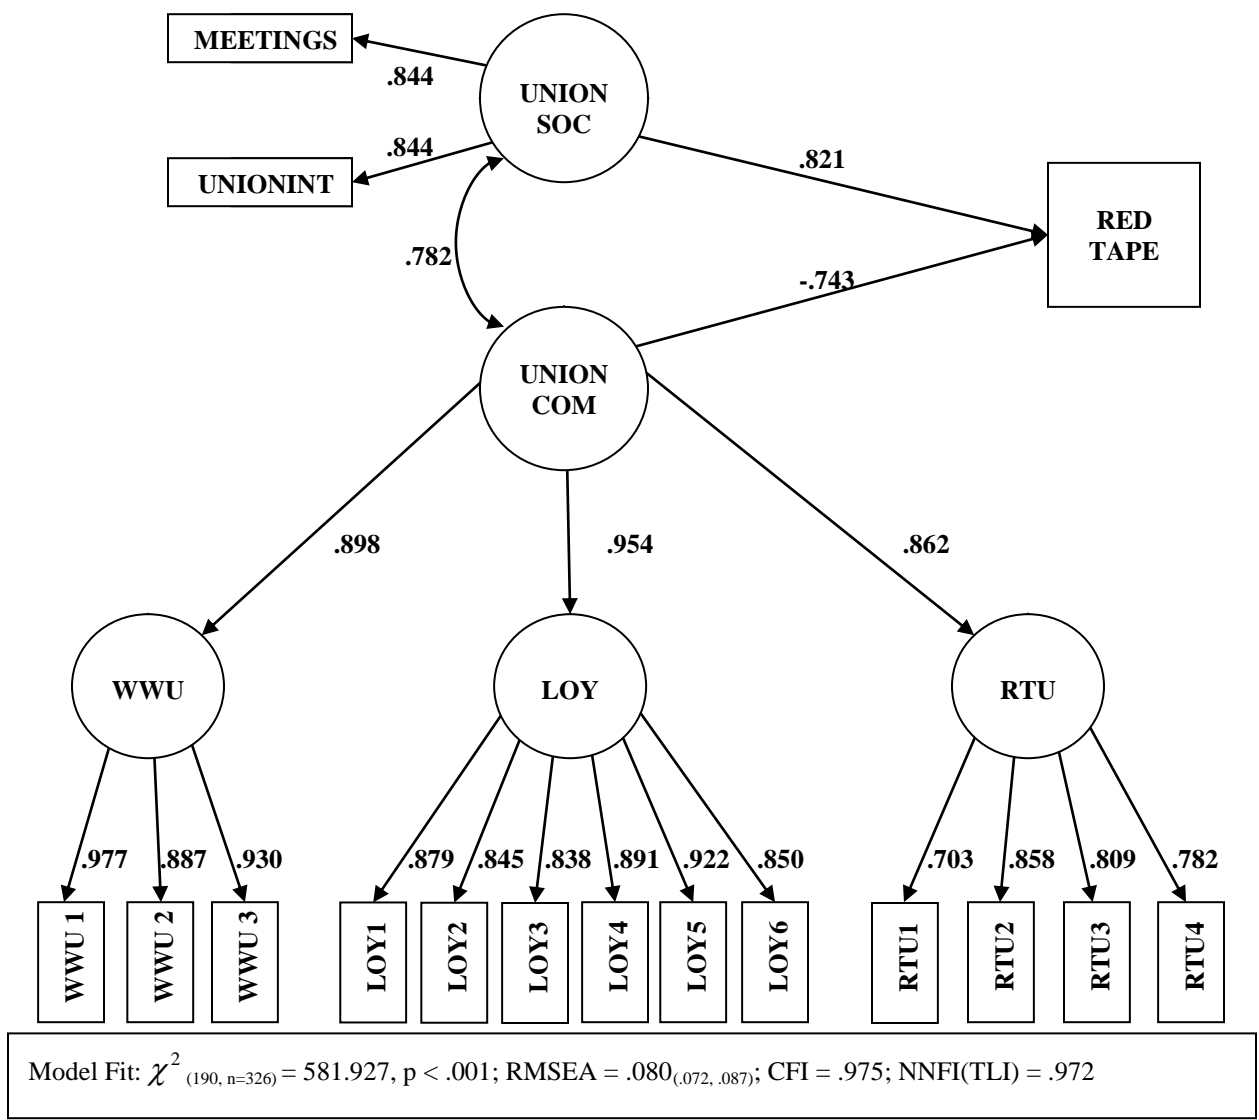 MEETINGS
.844
UNION
SOC
.844
UNIONINT
.821
RED
TAPE
.782
-.743
UNION
COM
.898
.954
.862
WWU
LOY
RTU
.977 .887 .930 .879 .845 .838 .891 .922 .850 .703 .858 .809 .782
WWU 1
WWU 2
WWU 3
LOY1
LOY2
LOY3
LOY4
LOY5
LOY6
RTU1
RTU2
RTU3
RTU4
Model Fit: χ² (190, n=326) = 581.927, p < .001; RMSEA = .080(.072, .087); CFI = .975; NNFI(TLI) = .972